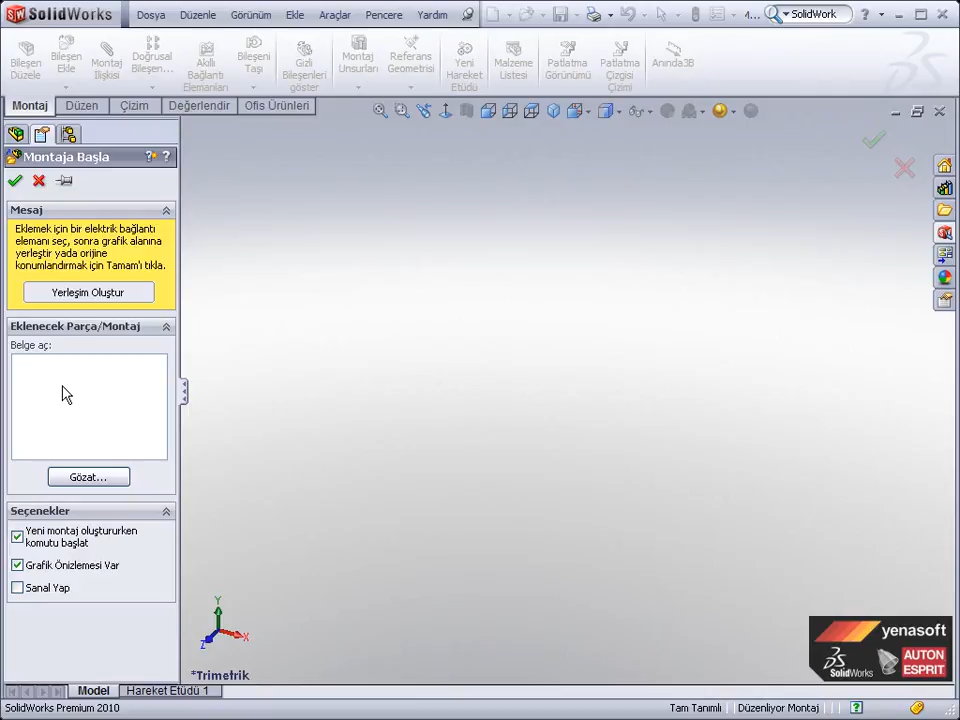 SolidWorks Dosya Düzenle Görünüm Ekle Araçlar Pencere Yardım 4... SolidWork ?
Bileşen Düzele
Bileşen Ekle
Montaj İlişkisi
Doğrusal Bileşen...
Akıllı Bağlantı Elemanları
Bileşeni Taşı
Gizli Bileşenleri göster
Montaj Unsurları
Referans Geometrisi
Yeni Hareket Etüdü
Malzeme Listesi
Patlatma Görünümü
Patlatma Çizgisi Çizimi
Anında3B
Montaj Düzen Çizim Değerlendir Ofis Ürünleri
Montaja Başla ? ?
Mesaj
Eklemek için bir elektrik bağlantı
elemanı seç, sonra grafik alanına
yerleştir yada orijine
konumlandırmak için Tamam'ı tıkla.
Yerleşim Oluştur
Eklenecek Parça/Montaj
Belge aç:
Gözat...
Seçenekler
Yeni montaj oluştururken
komutu başlat
Grafik Önizlemesi Var
Sanal Yap
Y
X
Z
*Trimetrik
yenasoft
SolidWorks
AUTON
ESPRIT
Model Hareket Etüdü 1
SolidWorks Premium 2010 Tam Tanımlı Düzenliyor Montaj ?